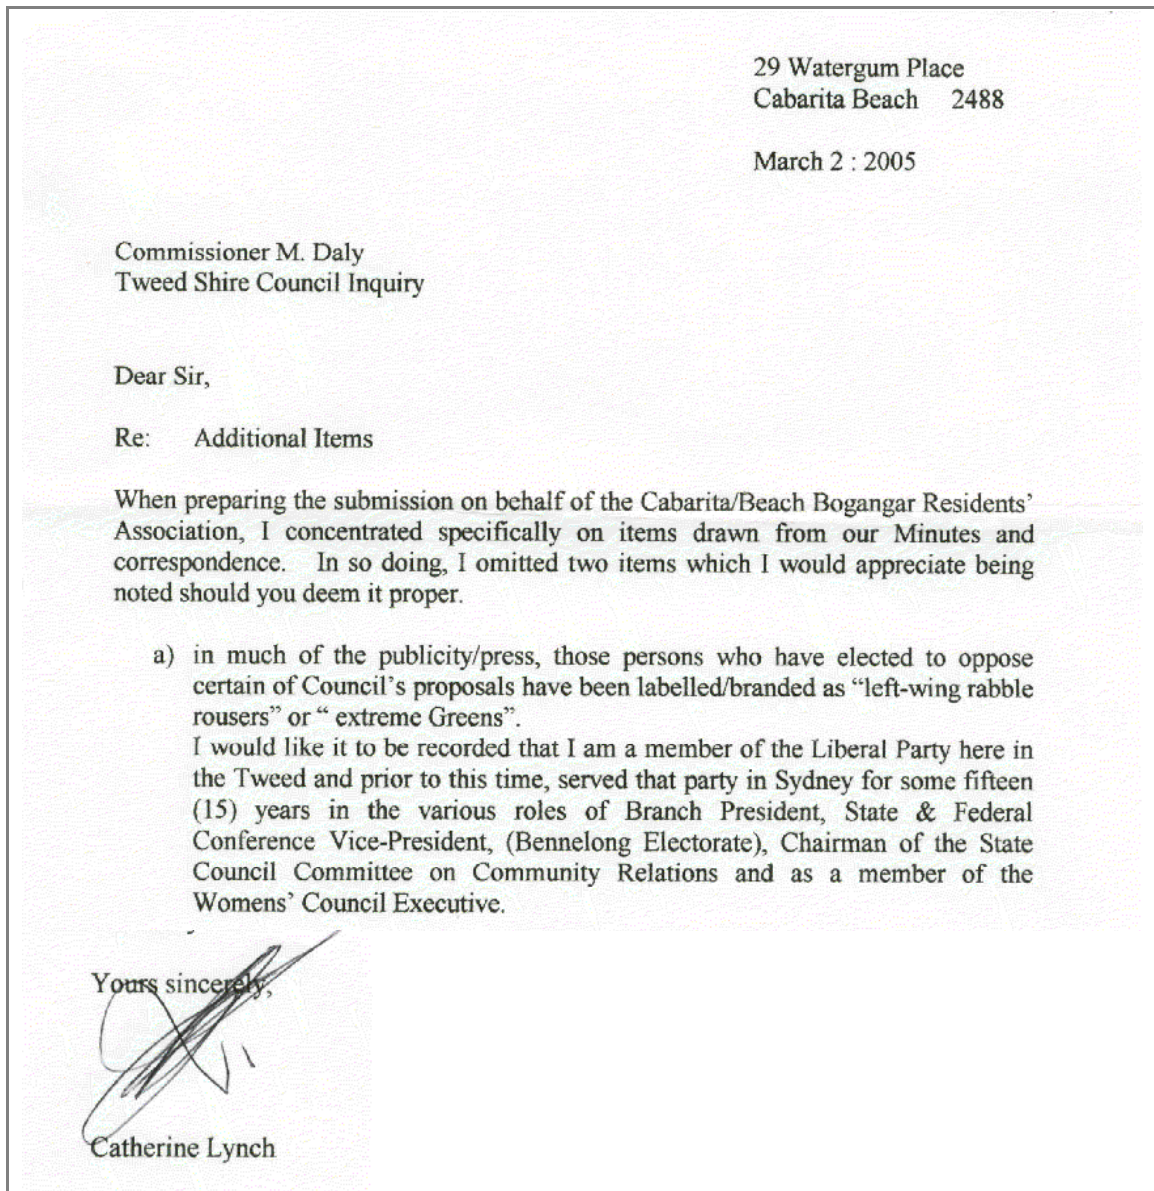 29 Watergum Place
Cabarita Beach 2488
March 2 : 2005
Commissioner M. Daly
Tweed Shire Council Inquiry
Dear Sir,
Re: Additional Items
When preparing the submission on behalf of the Cabarita/Beach Bogangar Residents’
Association, I concentrated specifically on items drawn from our Minutes and
correspondence. In so doing, I omitted two items which I would appreciate being
noted should you deem it proper.
a) in much of the publicity/press, those persons who have elected to oppose
certain of Council’s proposals have been labelled/branded as “left-wing rabble
rousers” or “ extreme Greens”.
I would like it to be recorded that I am a member of the Liberal Party here in
the Tweed and prior to this time, served that party in Sydney for some fifteen
(15) years in the various roles of Branch President, State & Federal
Conference Vice-President, (Bennelong Electorate), Chairman of the State
Council Committee on Community Relations and as a member of the
Womens’ Council Executive.
Yours sincerely,
Catherine Lynch